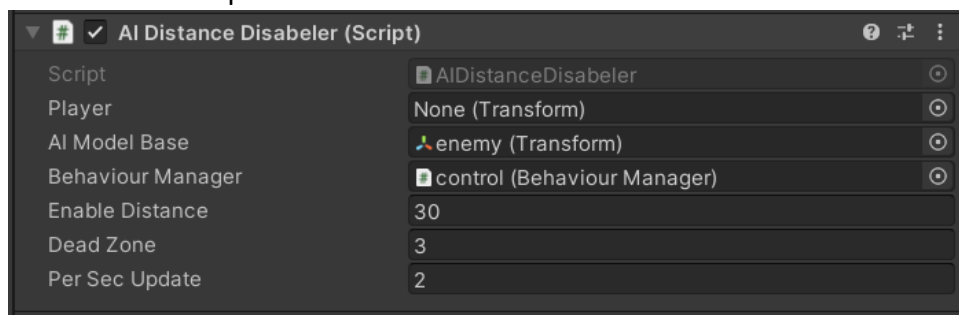 AI Distance Disabeler (Script)
Script AIDistanceDisabeler
Player None (Transform)
AI Model Base enemy (Transform)
Behaviour Manager control (Behaviour Manager)
Enable Distance 30
Dead Zone 3
Per Sec Update 2